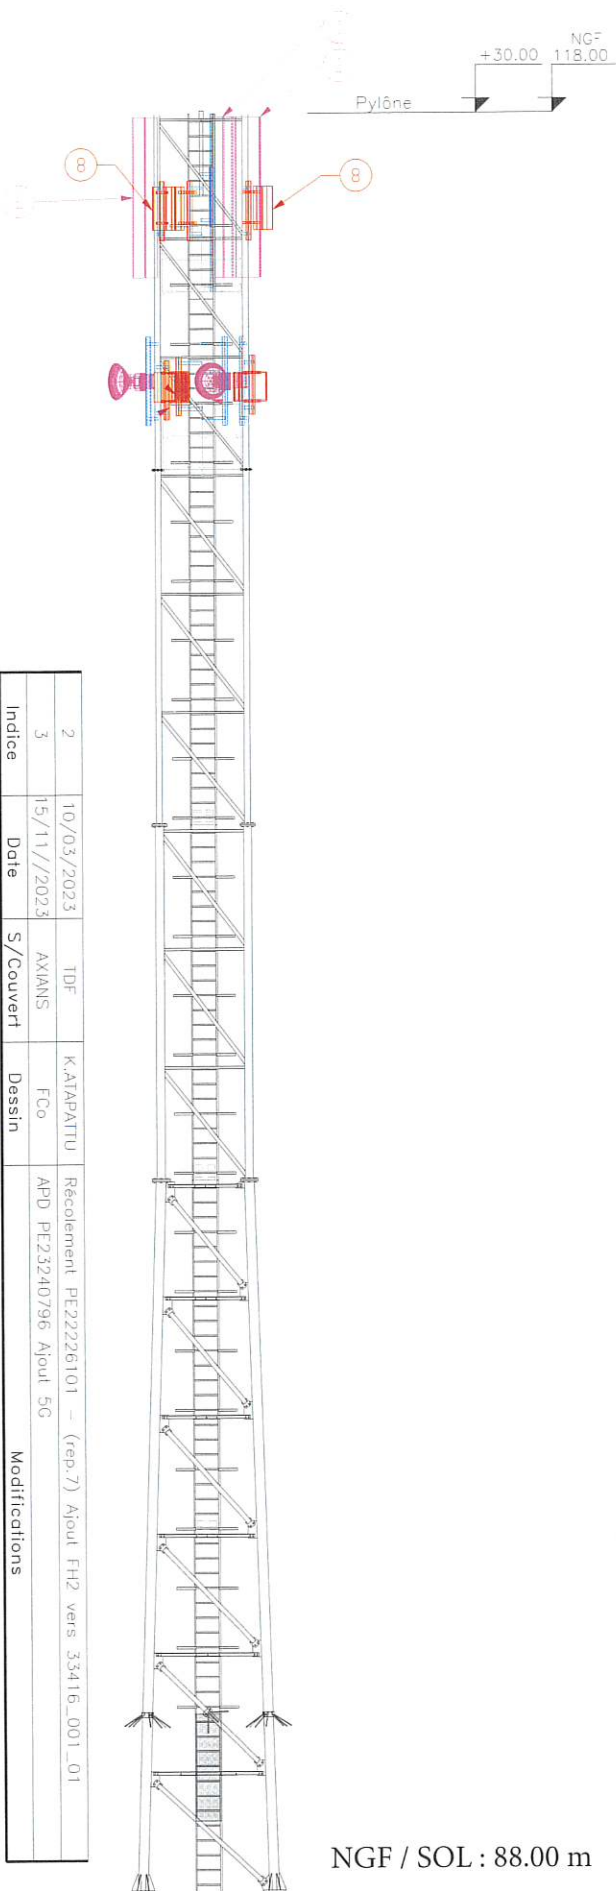 NGF
+30.00 118.00
Pylône
8
8
2 10/03/2023 TDF K.ATAPATTU Récolement PE22226101 – (rep.7) Ajout FH2 vers 33416_001_01
3 15/11//2023 AXIANS FCo APD PE23240796 Ajout 5G
Indice Date S/Couvert Dessin Modifications
NGF / SOL : 88.00 m